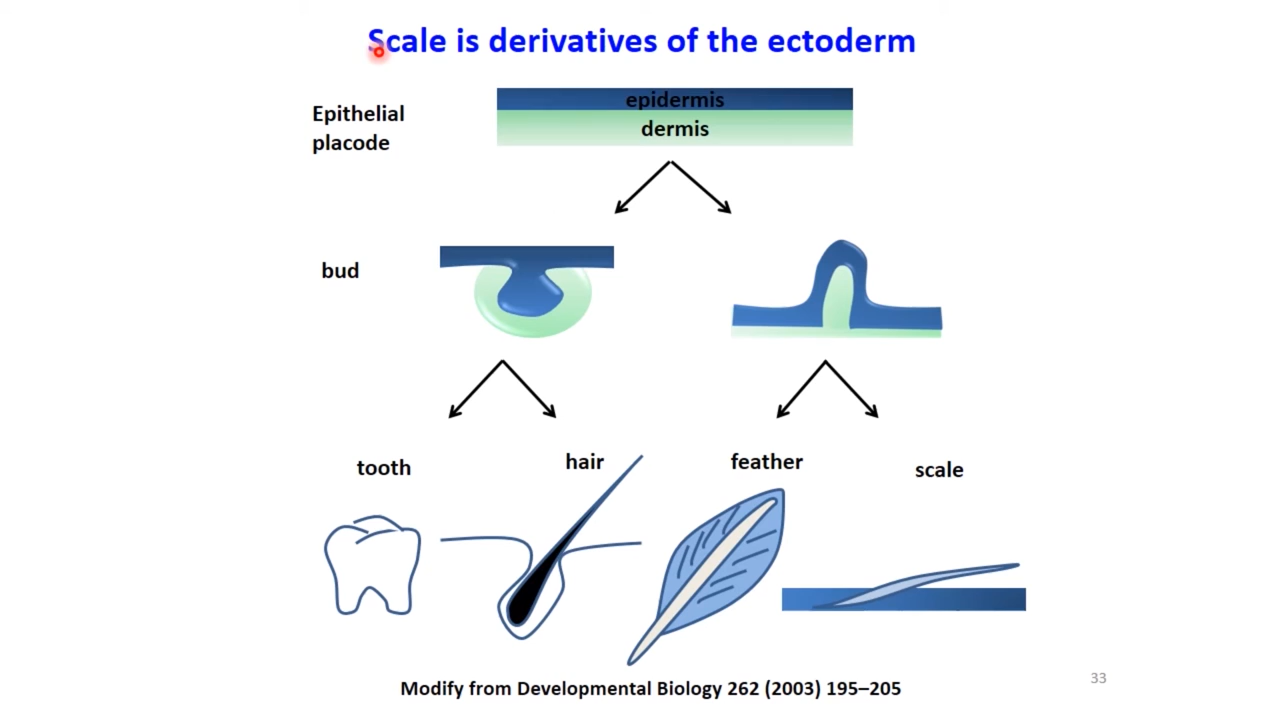 Scale is derivatives of the ectoderm
Epithelial
placode
epidermis
dermis
bud
tooth
hair
feather
scale
Modify from Developmental Biology 262 (2003) 195–205
33